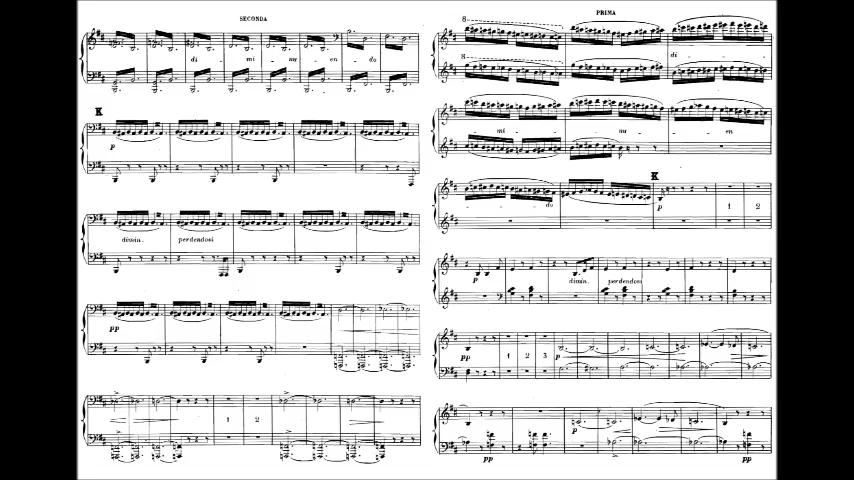 SECONDA
di - mi - nu - en - do
K
p
dimin. perdendosi
pp
1 2
PRIMA
8
8
di
mi - nu - en
do
K
p
1 2
p
dimin. perdendosi
pp
1 2 3
p
p
pp
pp